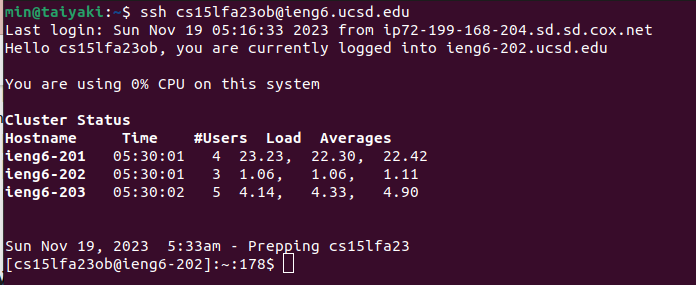 min@taiyaki:~$ ssh cs15lfa23ob@ieng6.ucsd.edu
Last login: Sun Nov 19 05:16:33 2023 from ip72-199-168-204.sd.sd.cox.net
Hello cs15lfa23ob, you are currently logged into ieng6-202.ucsd.edu
You are using 0% CPU on this system
Cluster Status
Hostname     Time    #Users  Load  Averages
ieng6-201   05:30:01   4  23.23,  22.30,  22.42
ieng6-202   05:30:01   3  1.06,   1.06,   1.11
ieng6-203   05:30:02   5  4.14,   4.33,   4.90
Sun Nov 19, 2023  5:33am - Prepping cs15lfa23
[cs15lfa23ob@ieng6-202]:~:178$